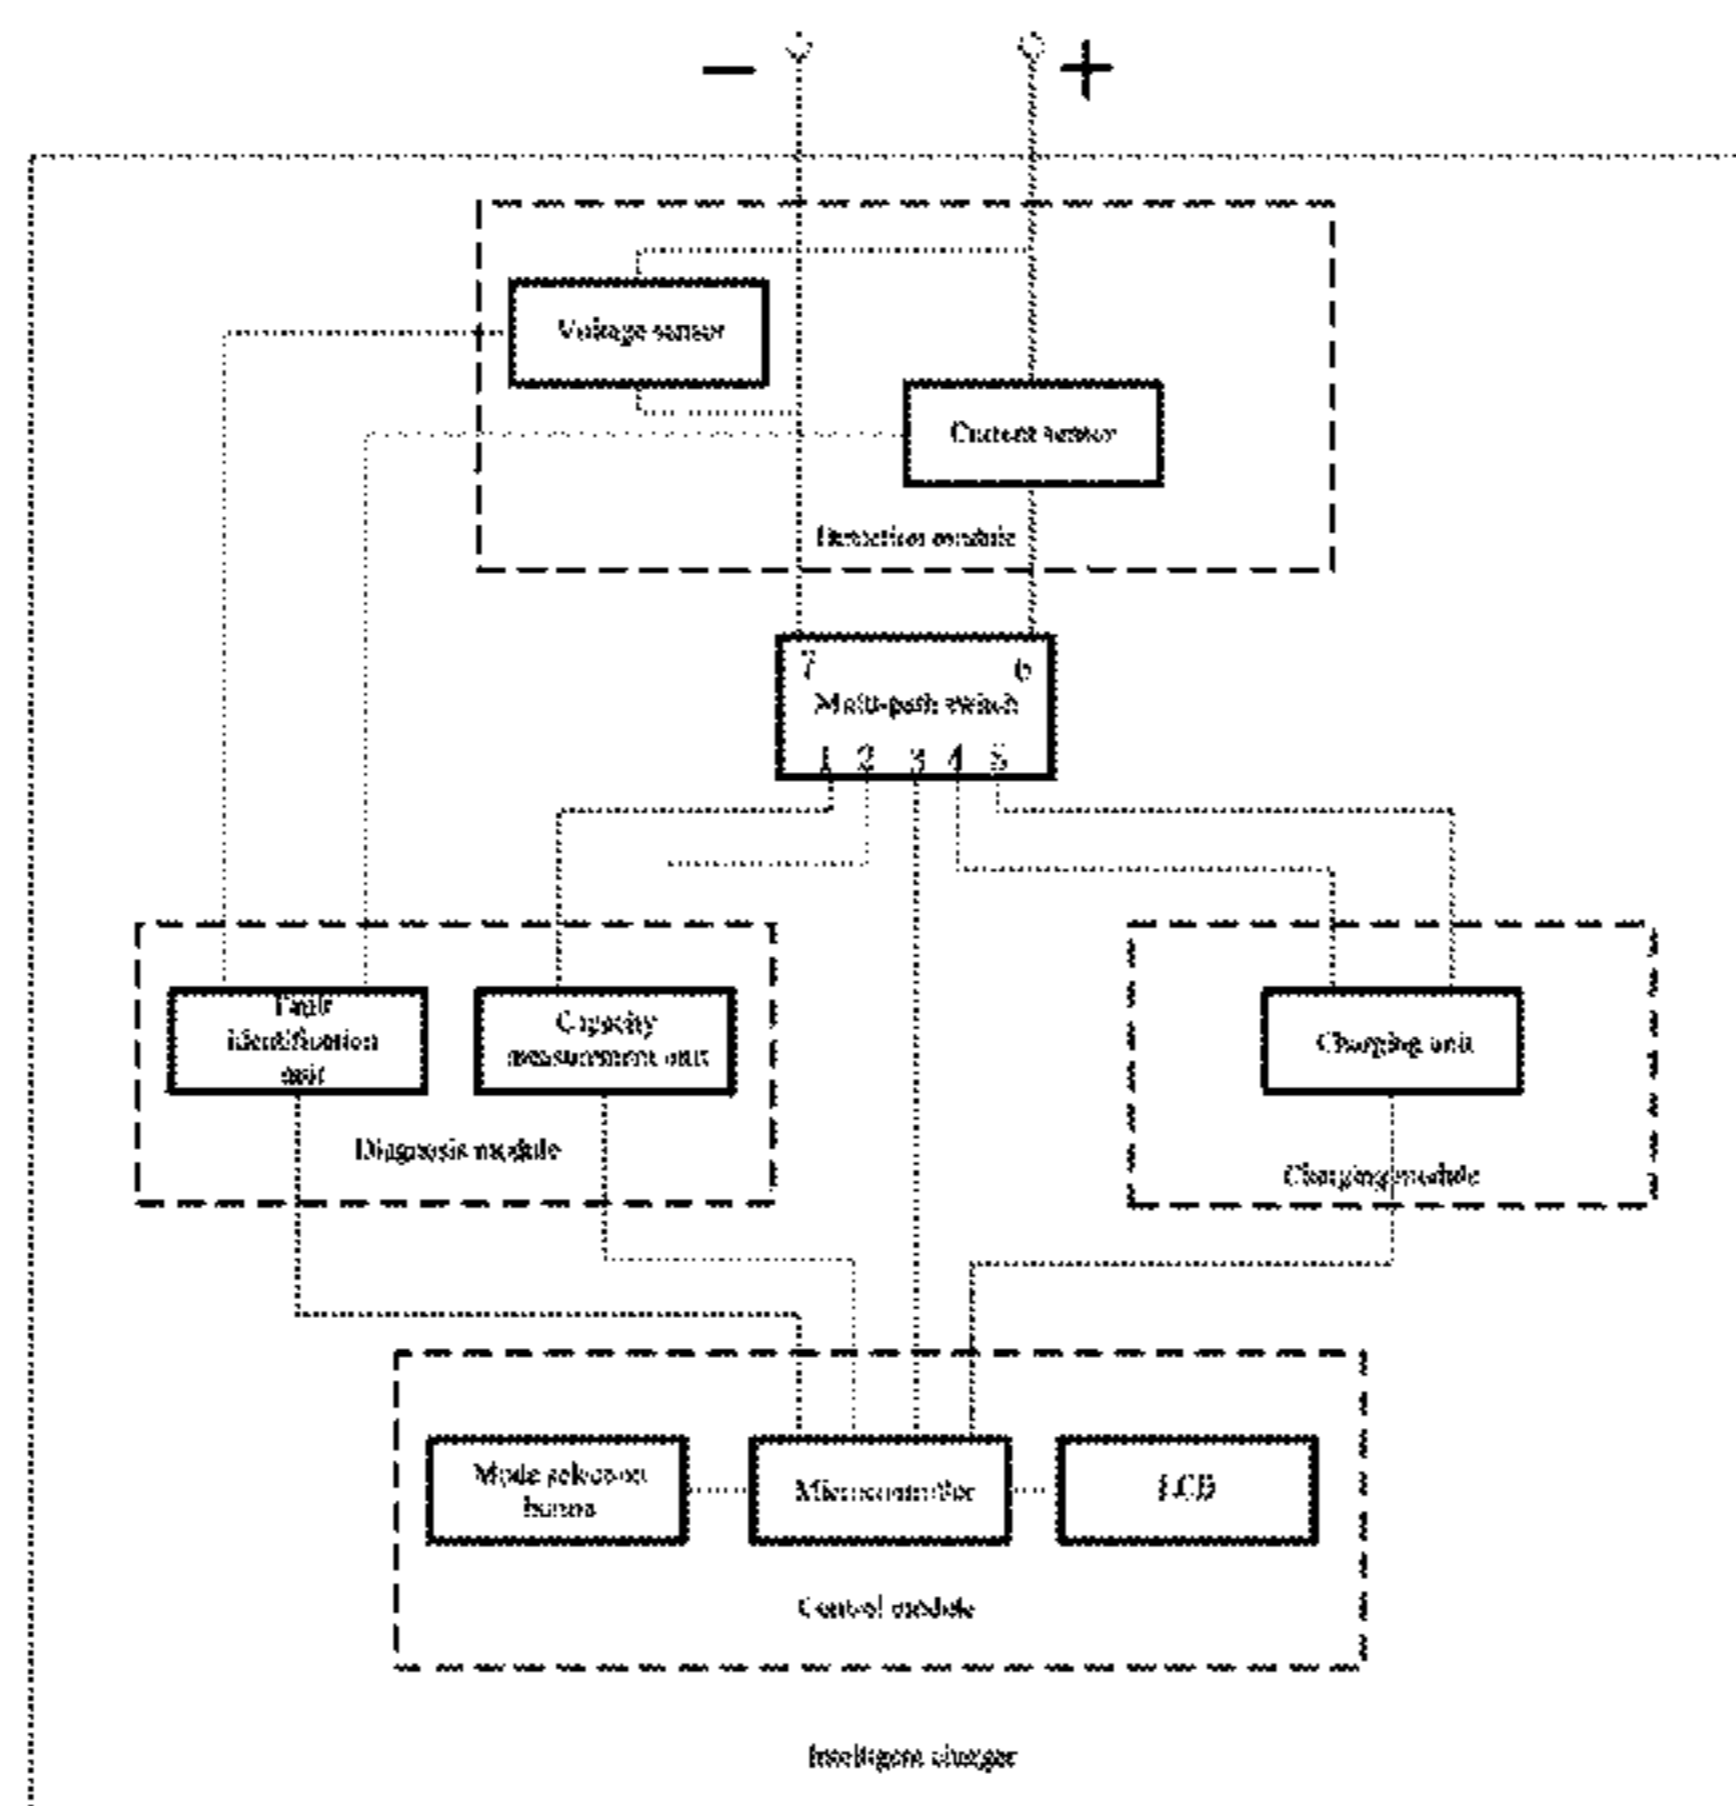 − +
Voltage sensor
Current sensor
Detection module
7 6
Multi-path switch
1 2 3 4 5
Fault
identification
unit
Capacity
measurement unit
Charging unit
Diagnosis module
Charging module
Mode selection
button
Microcontroller
LCD
Control module
Intelligent charger